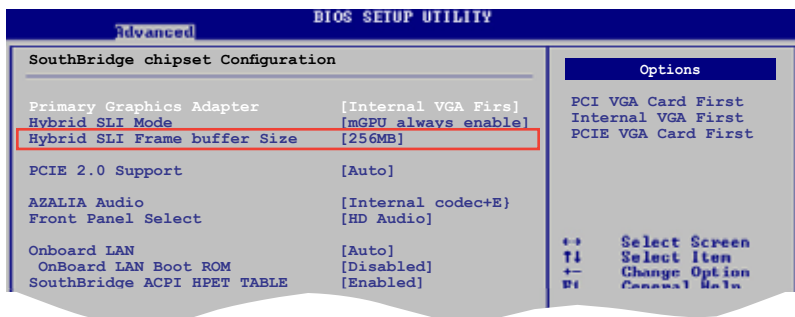 BIOS SETUP UTILITY
Advanced
SouthBridge chipset Configuration
Primary Graphics Adapter [Internal VGA Firs]
Hybrid SLI Mode [mGPU always enable]
Hybrid SLI Frame buffer Size [256MB]
PCIE 2.0 Support [Auto]
AZALIA Audio [Internal codec+E}
Front Panel Select [HD Audio]
Onboard LAN [Auto]
OnBoard LAN Boot ROM [Disabled]
SouthBridge ACPI HPET TABLE [Enabled]
Options
PCI VGA Card First
Internal VGA First
PCIE VGA Card First
↔ Select Screen
↑↓ Select Item
+- Change Option
F1 General Help